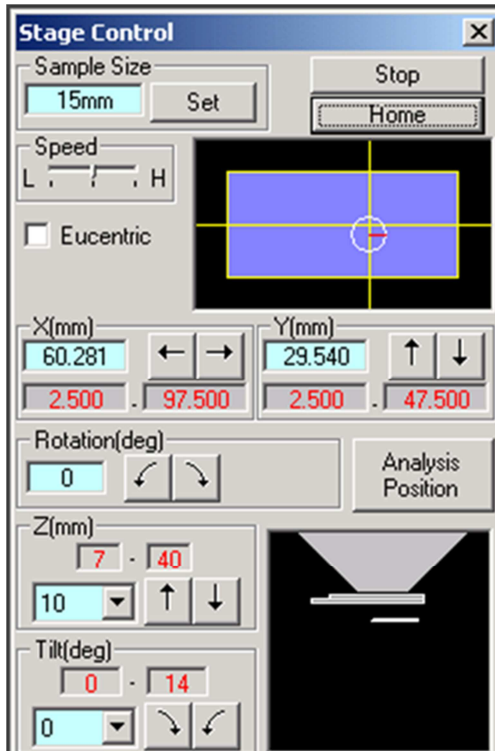 Stage Control
Sample Size
15mm Set
Stop
Home
Speed
L H
Eucentric
X(mm)
60.281
2.500 - 97.500
Y(mm)
29.540
2.500 - 47.500
Rotation(deg)
0
Analysis
Position
Z(mm)
7 - 40
10
Tilt(deg)
0 - 14
0